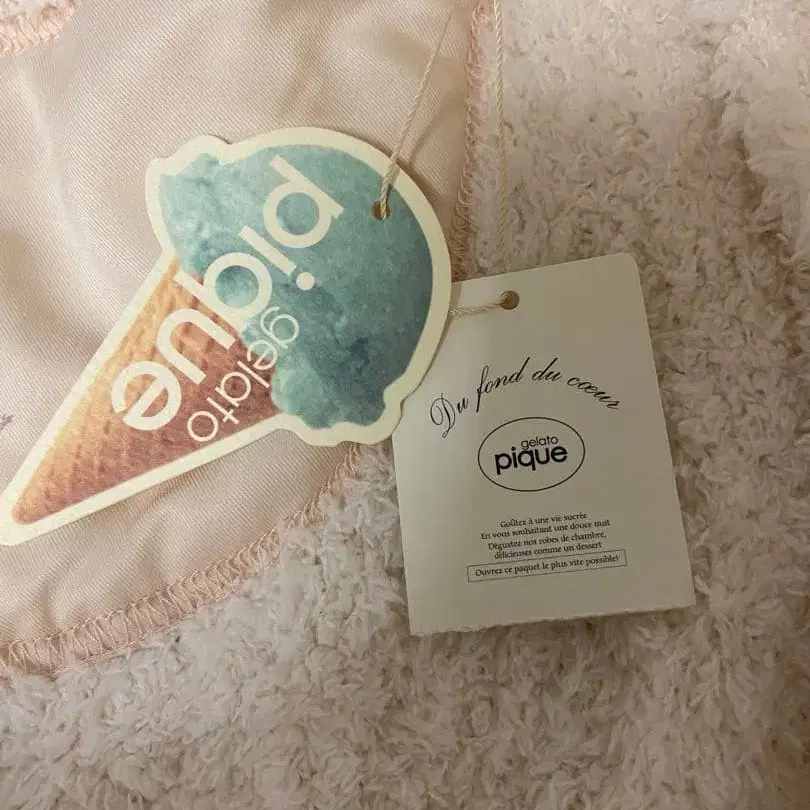 gelato
pique
Du fond du cœur
gelato
pique
Goûtez à une vie sucrée
En vous souhaitant une douce nuit
Dégustez nos robes de chambre,
délicieuses comme un dessert
Ouvrez ce paquet le plus vite possible!